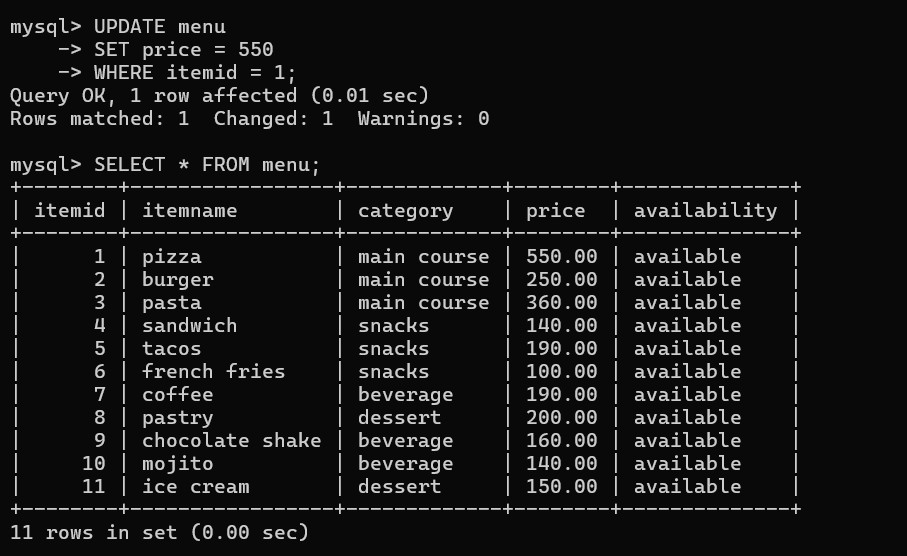 mysql> UPDATE menu
    -> SET price = 550
    -> WHERE itemid = 1;
Query OK, 1 row affected (0.01 sec)
Rows matched: 1  Changed: 1  Warnings: 0

mysql> SELECT * FROM menu;
+--------+-----------------+-------------+--------+--------------+
| itemid | itemname        | category    | price  | availability |
+--------+-----------------+-------------+--------+--------------+
|      1 | pizza           | main course | 550.00 | available    |
|      2 | burger          | main course | 250.00 | available    |
|      3 | pasta           | main course | 360.00 | available    |
|      4 | sandwich        | snacks      | 140.00 | available    |
|      5 | tacos           | snacks      | 190.00 | available    |
|      6 | french fries    | snacks      | 100.00 | available    |
|      7 | coffee          | beverage    | 190.00 | available    |
|      8 | pastry          | dessert     | 200.00 | available    |
|      9 | chocolate shake | beverage    | 160.00 | available    |
|     10 | mojito          | beverage    | 140.00 | available    |
|     11 | ice cream       | dessert     | 150.00 | available    |
+--------+-----------------+-------------+--------+--------------+
11 rows in set (0.00 sec)